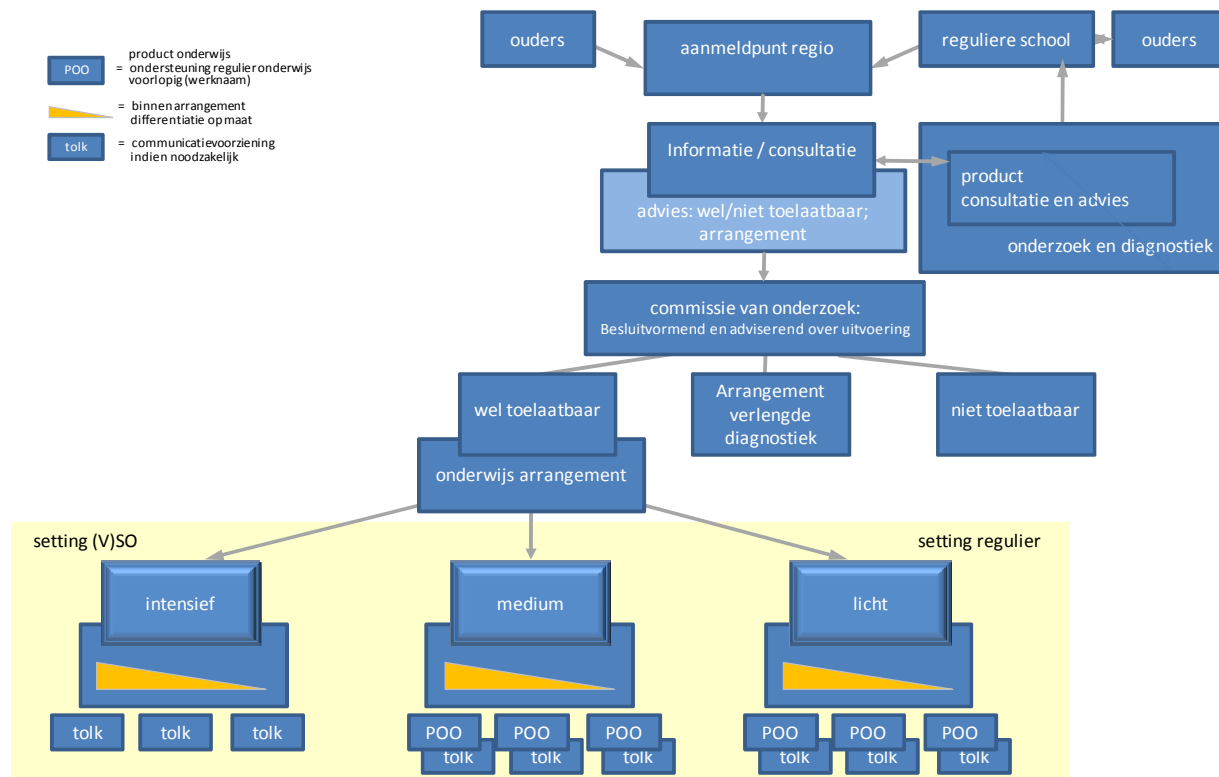 product onderwijs
POO = ondersteuning regulier onderwijs
voorlopig (werknaam)
= binnen arrangement
differentiatie op maat
tolk = communicatievoorziening
indien noodzakelijk
ouders
aanmeldpunt regio
reguliere school
ouders
Informatie / consultatie
advies: wel/niet toelaatbaar;
arrangement
product
consultatie en advies
onderzoek en diagnostiek
commissie van onderzoek:
Besluitvormend en adviserend over uitvoering
wel toelaatbaar
Arrangement
verlengde
diagnostiek
niet toelaatbaar
onderwijs arrangement
setting (V)SO
setting regulier
intensief
medium
licht
tolk
tolk
tolk
POO
tolk
POO
tolk
POO
tolk
POO
tolk
POO
tolk
POO
tolk